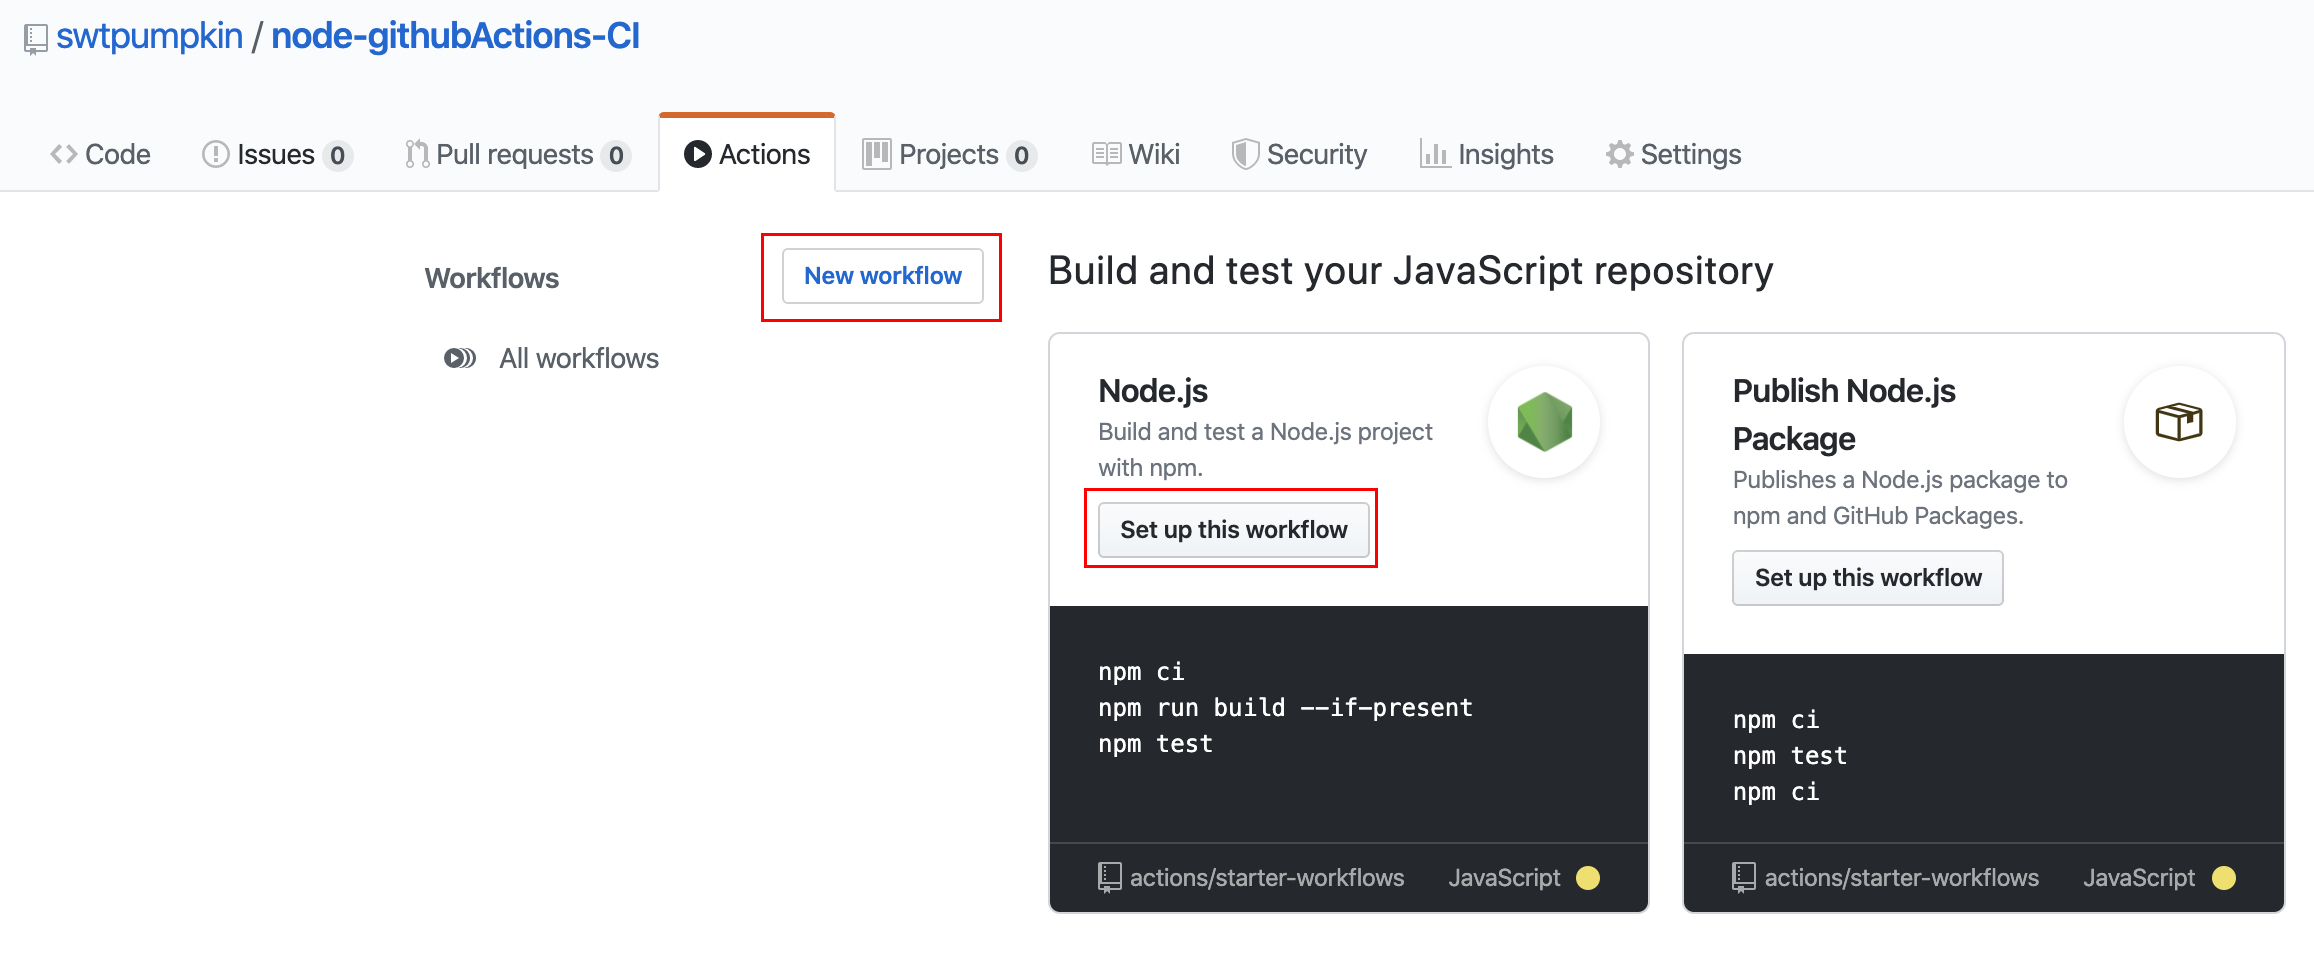 swtpumpkin / node-githubActions-CI
Code Issues 0 Pull requests 0 Actions Projects 0 Wiki Security Insights Settings
Workflows
New workflow
All workflows
Build and test your JavaScript repository
Node.js
Build and test a Node.js project
with npm.
Set up this workflow
npm ci
npm run build --if-present
npm test
actions/starter-workflows JavaScript
Publish Node.js
Package
Publishes a Node.js package to
npm and GitHub Packages.
Set up this workflow
npm ci
npm test
npm ci
actions/starter-workflows JavaScript